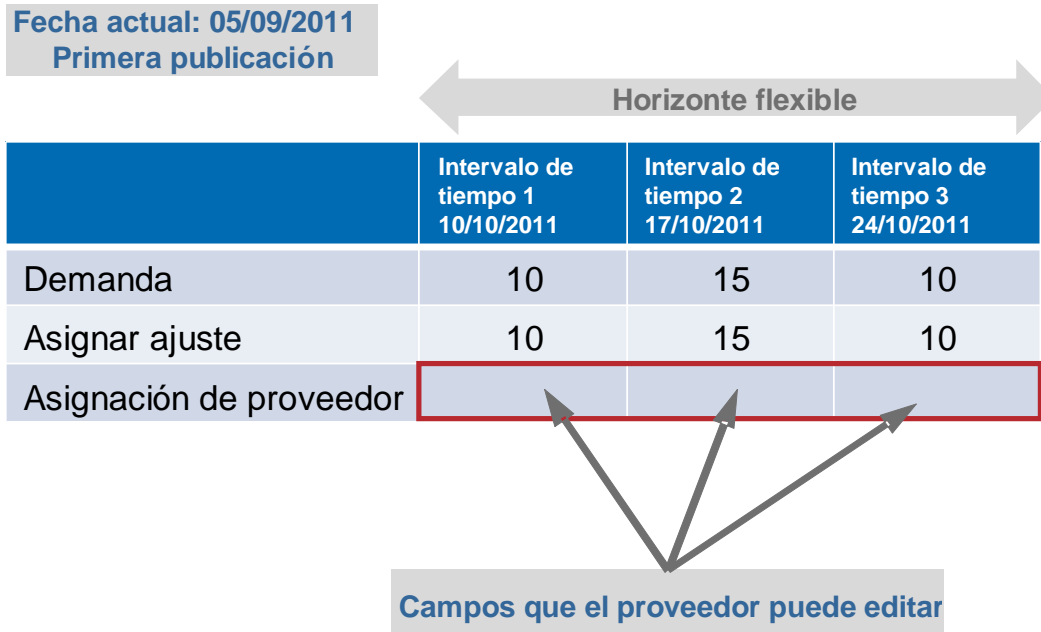 Fecha actual: 05/09/2011
Primera publicación
Horizonte flexible
Intervalo de tiempo 1 10/10/2011
Intervalo de tiempo 2 17/10/2011
Intervalo de tiempo 3 24/10/2011
Demanda 10 15 10
Asignar ajuste 10 15 10
Asignación de proveedor
Campos que el proveedor puede editar